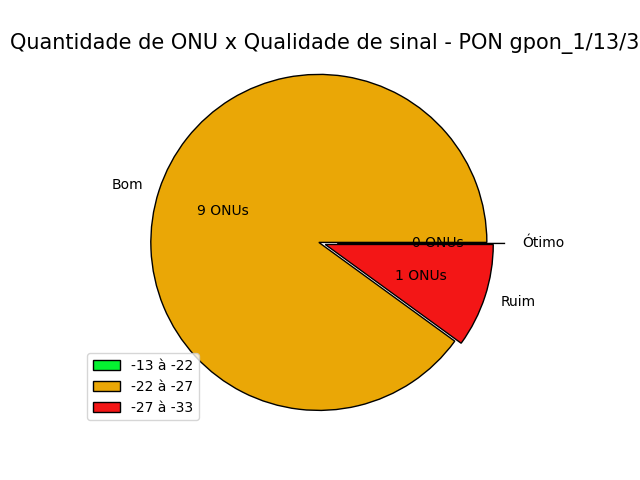 Quantidade de ONU x Qualidade de sinal - PON gpon_1/13/3
Bom
9 ONUs
0 ONUs
Ótimo
1 ONUs
Ruim
-13 à -22
-22 à -27
-27 à -33